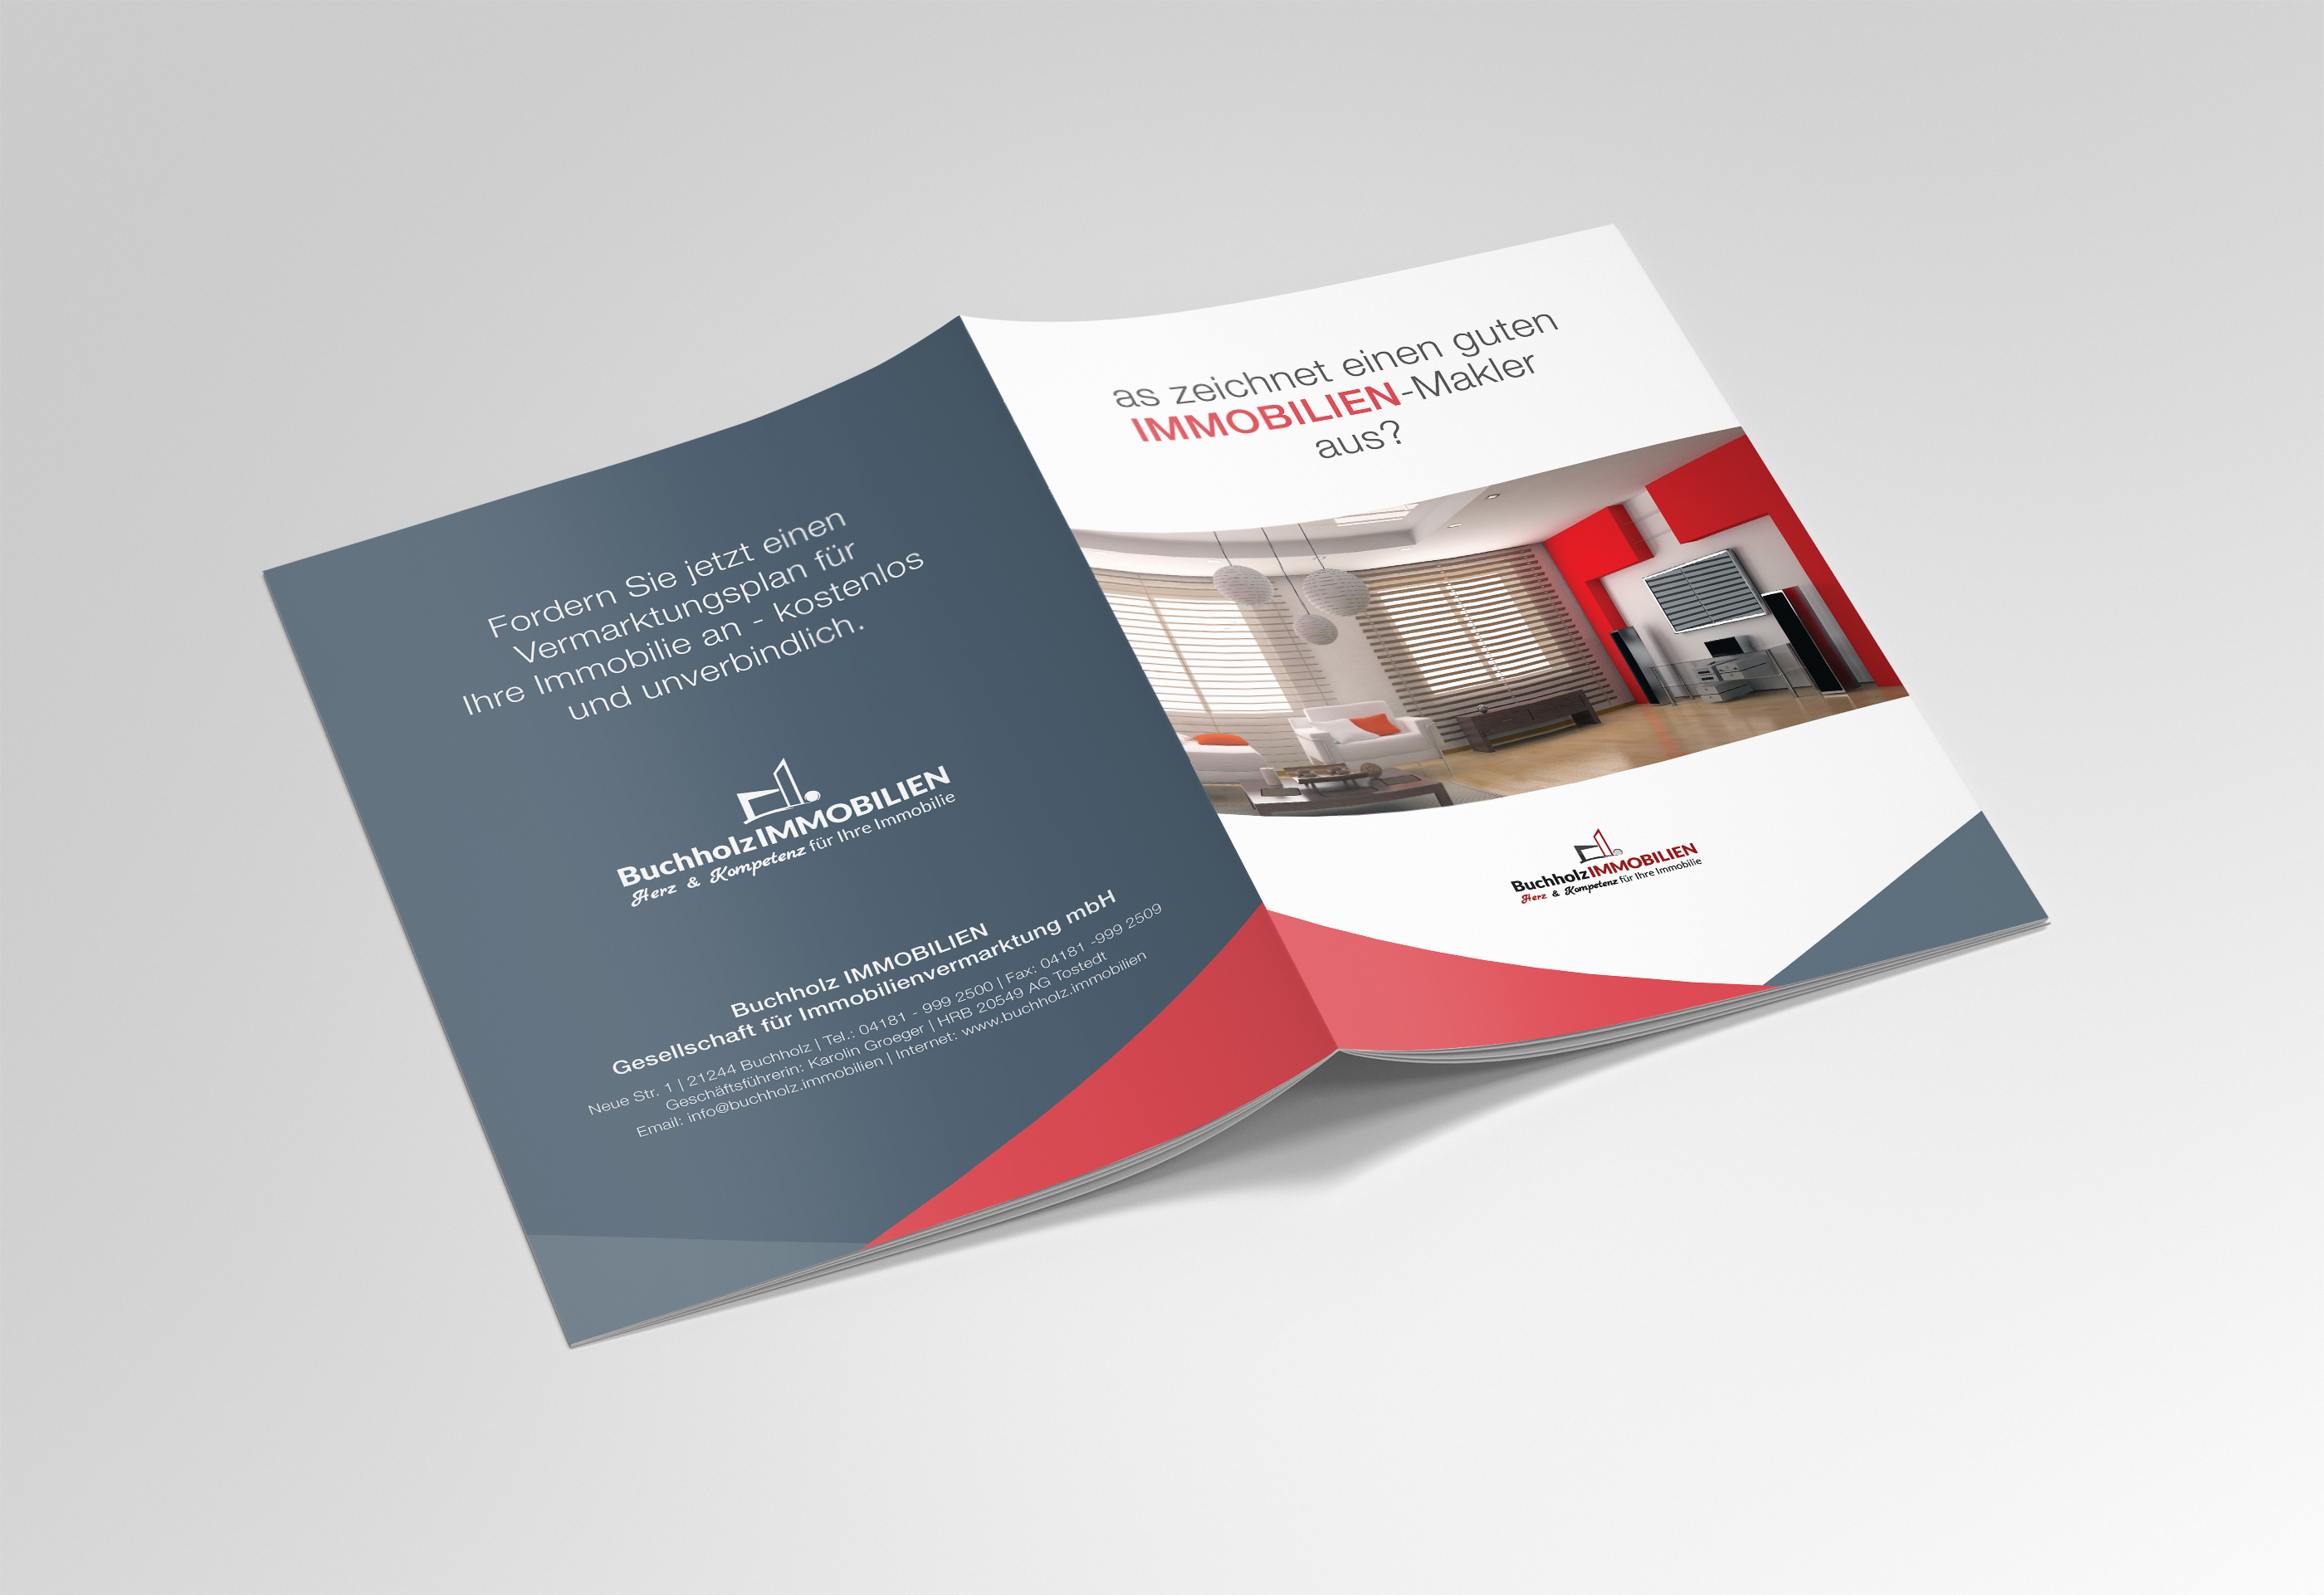 Fordern Sie jetzt einen
Vermarktungsplan für
Ihre Immobilie an - kostenlos
und unverbindlich.
BuchholzIMMOBILIEN
Herz & Kompetenz für Ihre Immobilie
Buchholz IMMOBILIEN
Gesellschaft für Immobilienvermarktung mbH
Neue Str. 1 | 21244 Buchholz | Tel.: 04181 - 999 2500 | Fax: 04181 -999 2509
Geschäftsführerin: Karolin Groeger | HRB 20549 AG Tostedt
Email: info@buchholz.immobilien | Internet: www.buchholz.immobilien
as zeichnet einen guten
IMMOBILIEN-Makler
aus?
BuchholzIMMOBILIEN
Herz & Kompetenz für Ihre Immobilie